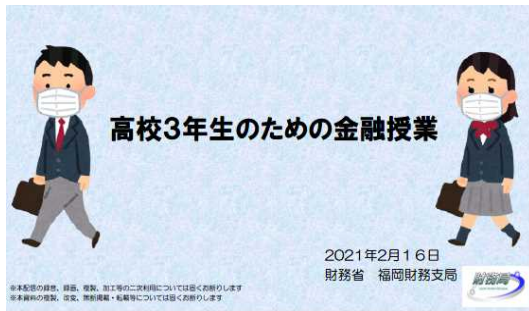 高校3年生のための金融授業
2021年2月16日
財務省 福岡財務支局
財務局
※本配信の録音、録画、複製、加工等の二次利用については固くお断りします
※本資料の複製、改変、無断掲載・転載等については固くお断りします